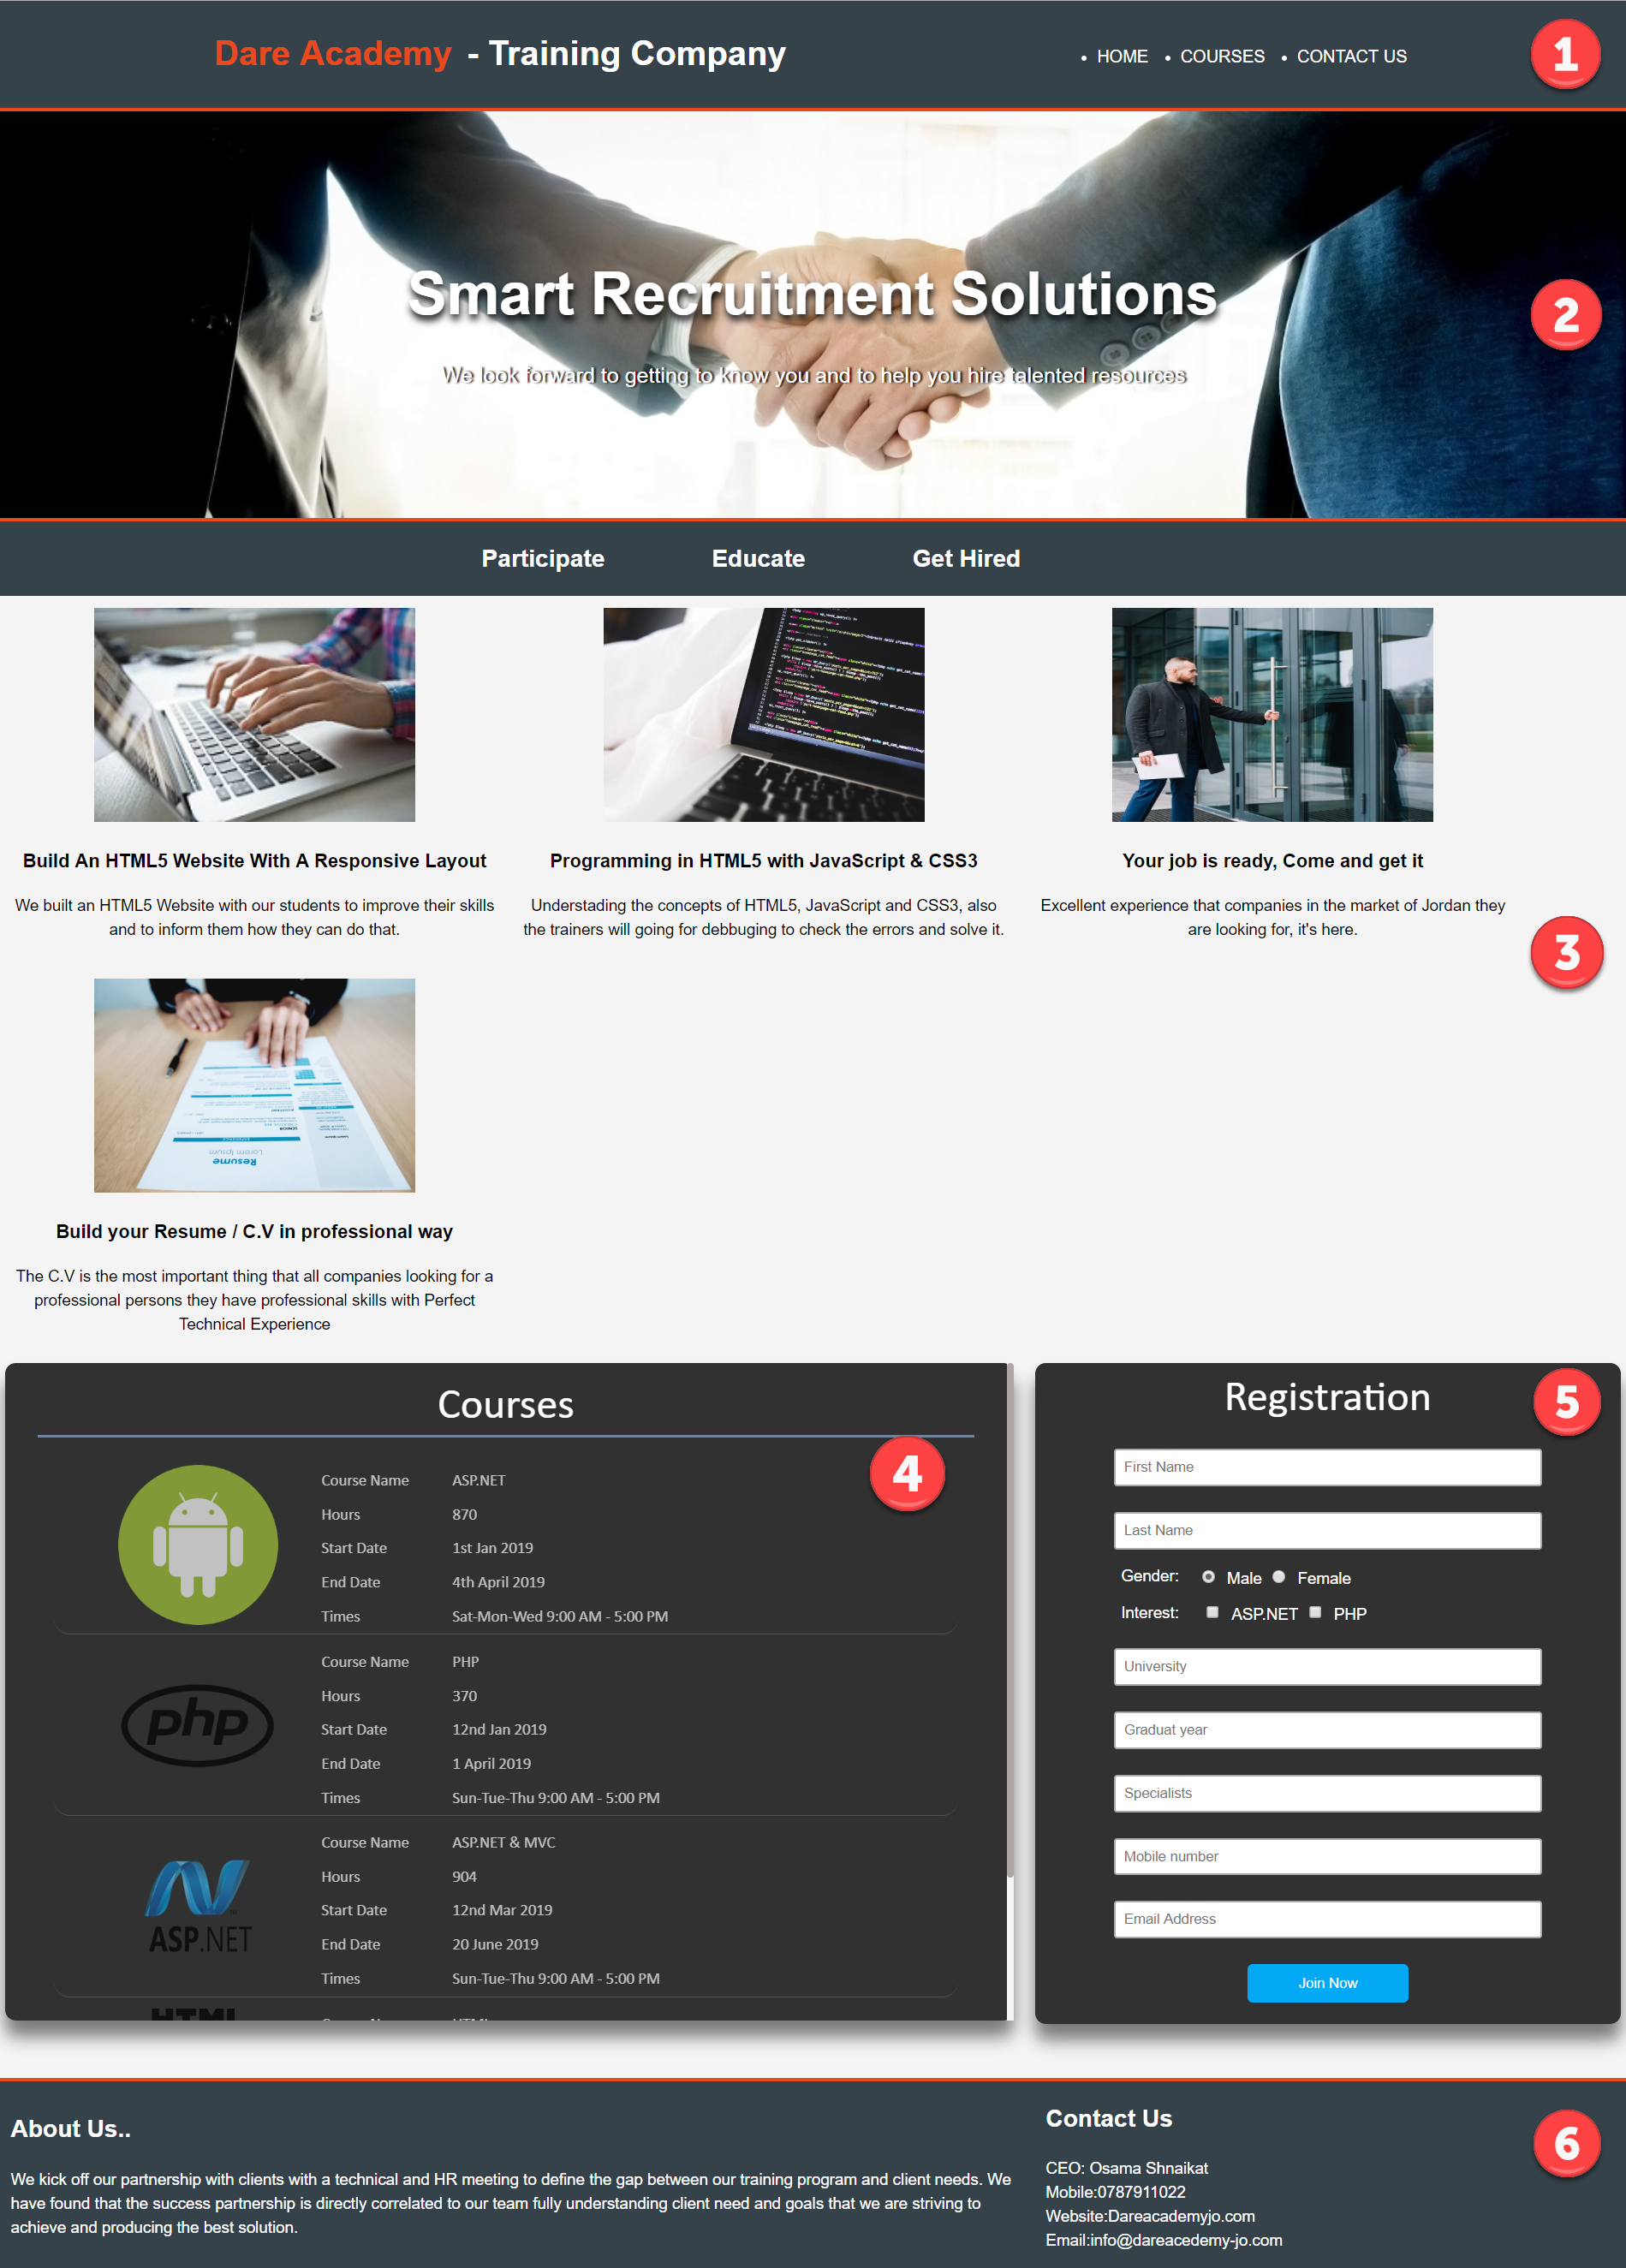 Dare Academy - Training Company
HOME
COURSES
CONTACT US
1
Smart Recruitment Solutions
2
We look forward to getting to know you and to help you hire talented resources
Participate
Educate
Get Hired
Build An HTML5 Website With A Responsive Layout
We built an HTML5 Website with our students to improve their skills
and to inform them how they can do that.
Programming in HTML5 with JavaScript & CSS3
Understading the concepts of HTML5, JavaScript and CSS3, also
the trainers will going for debbuging to check the errors and solve it.
Your job is ready, Come and get it
Excellent experience that companies in the market of Jordan they
are looking for, it's here.
3
Lorem Ipsum
Resume
Build your Resume / C.V in professional way
The C.V is the most important thing that all companies looking for a
professional persons they have professional skills with Perfect
Technical Experience
Courses
4
Course Name ASP.NET
Hours 870
Start Date 1st Jan 2019
End Date 4th April 2019
Times Sat-Mon-Wed 9:00 AM - 5:00 PM
php
Course Name PHP
Hours 370
Start Date 12nd Jan 2019
End Date 1 April 2019
Times Sun-Tue-Thu 9:00 AM - 5:00 PM
ASP.NET
Course Name ASP.NET & MVC
Hours 904
Start Date 12nd Mar 2019
End Date 20 June 2019
Times Sun-Tue-Thu 9:00 AM - 5:00 PM
Registration
5
First Name
Last Name
Gender: Male Female
Interest: ASP.NET PHP
University
Graduat year
Specialists
Mobile number
Email Address
Join Now
About Us..
We kick off our partnership with clients with a technical and HR meeting to define the gap between our training program and client needs. We
have found that the success partnership is directly correlated to our team fully understanding client need and goals that we are striving to
achieve and producing the best solution.
Contact Us
6
CEO: Osama Shnaikat
Mobile:0787911022
Website:Dareacademyjo.com
Email:info@dareacedemy-jo.com